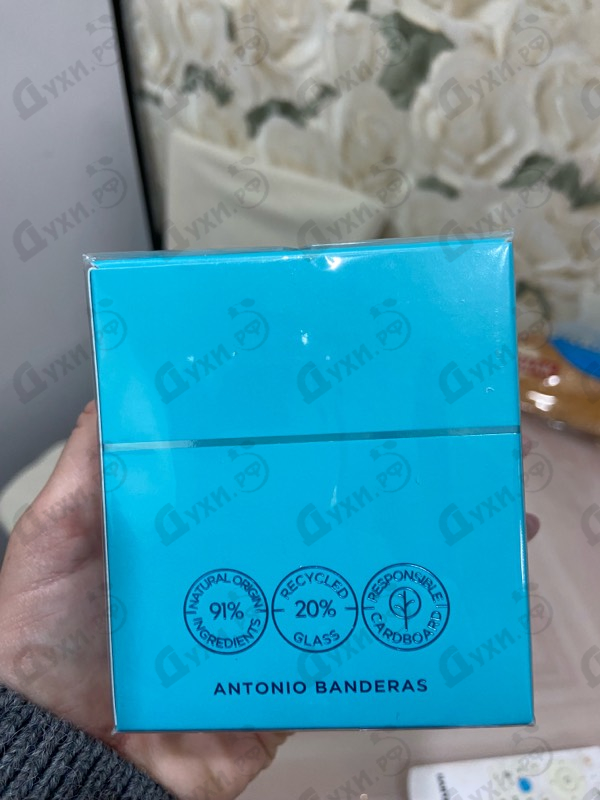 NATURAL ORIGIN
91%
INGREDIENTS
RECYCLED
20%
GLASS
RESPONSIBLE
CARDBOARD
ANTONIO BANDERAS
Духи.рф